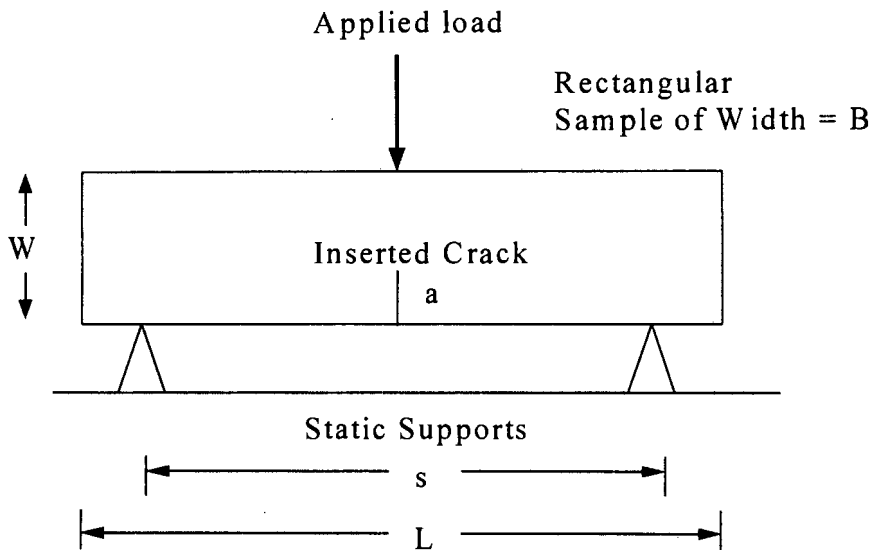 Applied load
Rectangular
Sample of Width = B
W
Inserted Crack
a
Static Supports
s
L